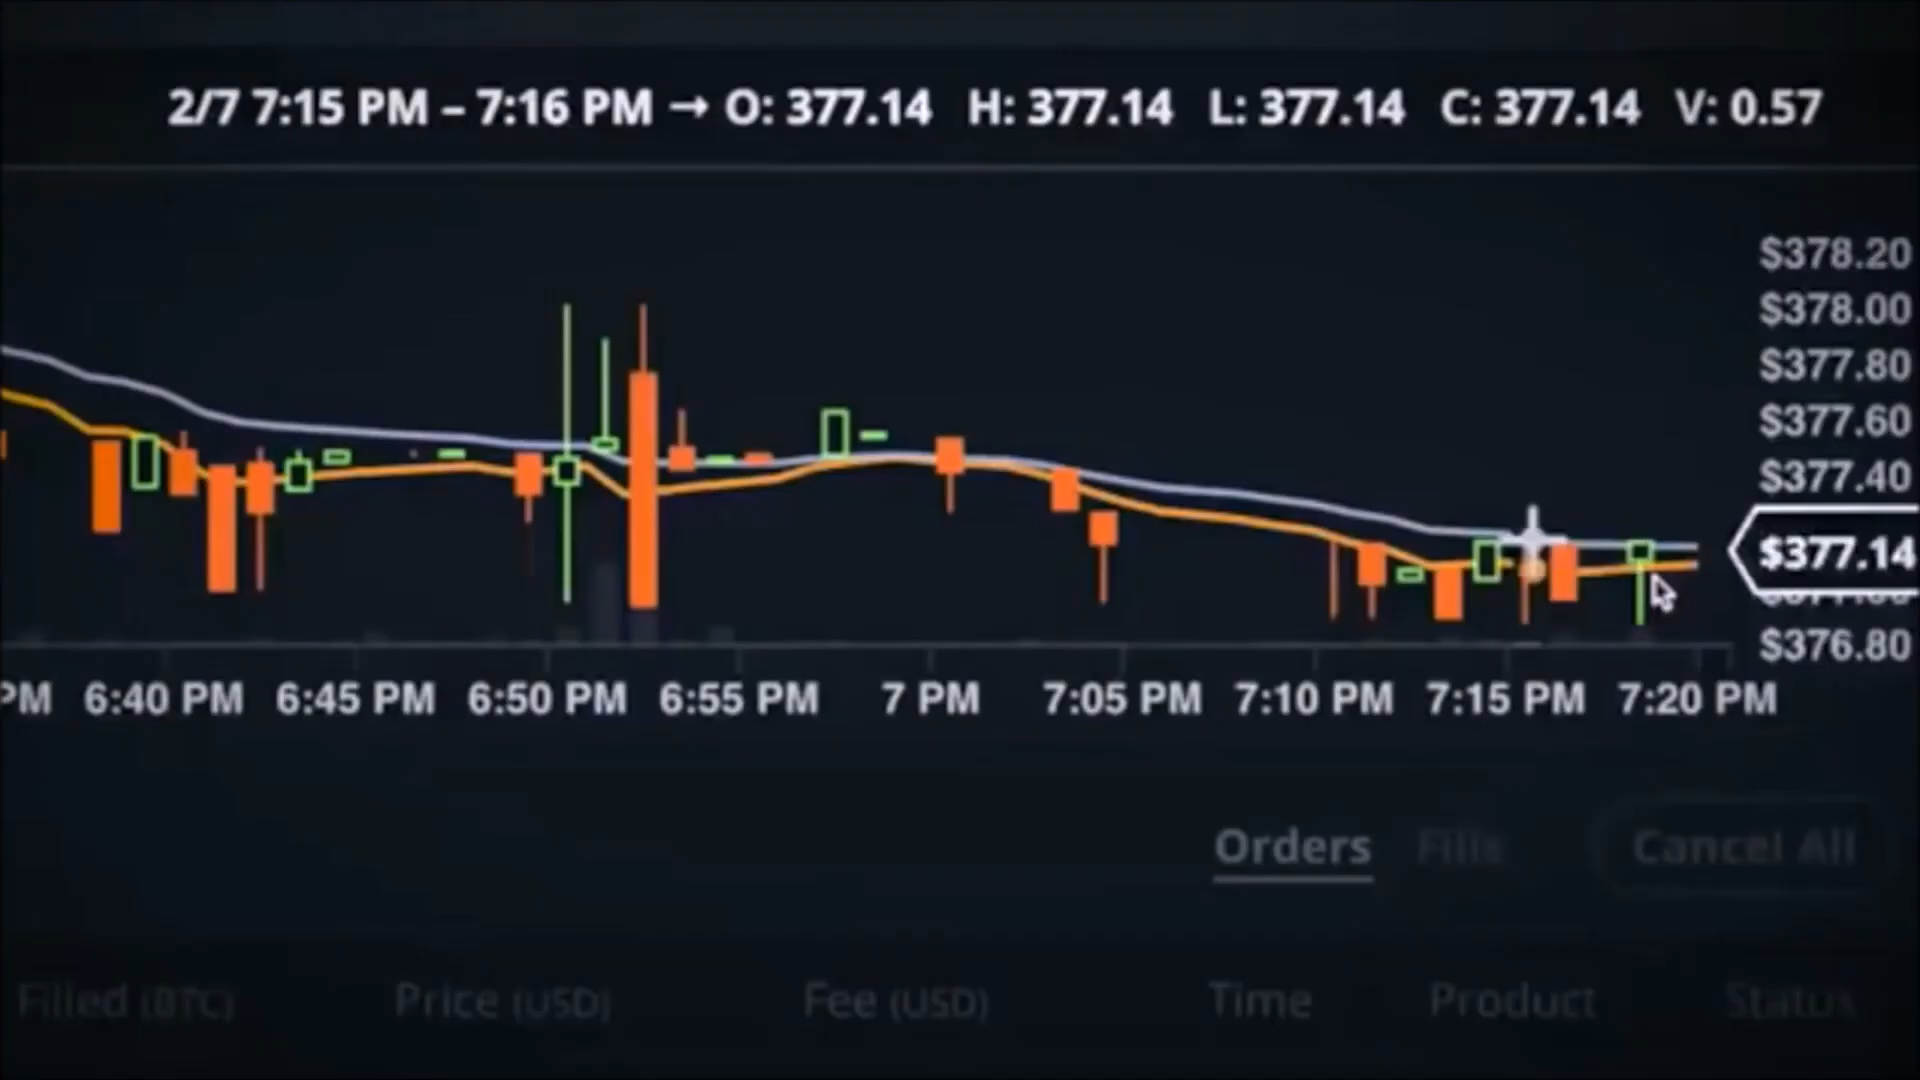 2/7 7:15 PM – 7:16 PM → O: 377.14 H: 377.14 L: 377.14 C: 377.14 V: 0.57
$378.20
$378.00
$377.80
$377.60
$377.40
$377.14
$376.80
PM 6:40 PM 6:45 PM 6:50 PM 6:55 PM 7 PM 7:05 PM 7:10 PM 7:15 PM 7:20 PM
Orders Fills Cancel All
Filled (BTC) Price (USD) Fee (USD) Time Product Status